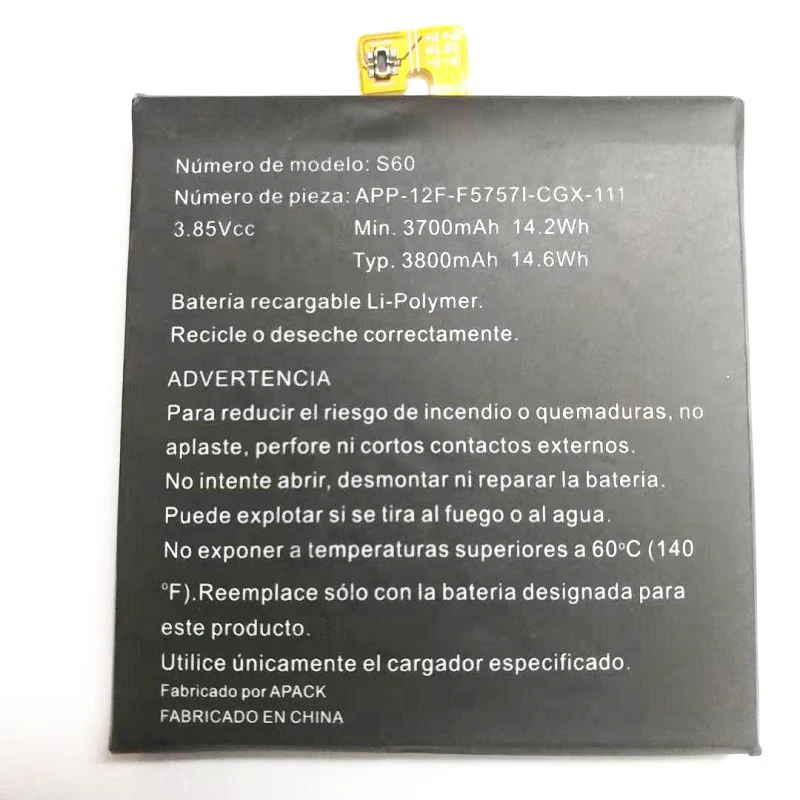 Número de modelo: S60
Número de pieza: APP-12F-F5757I-CGX-111
3.85Vcc Min. 3700mAh 14.2Wh
Typ. 3800mAh 14.6Wh
Batería recargable Li-Polymer.
Recicle o deseche correctamente.
ADVERTENCIA
Para reducir el riesgo de incendio o quemaduras, no
aplaste, perfore ni cortos contactos externos.
No intente abrir, desmontar ni reparar la batería.
Puede explotar si se tira al fuego o al agua.
No exponer a temperaturas superiores a 60°C (140
°F).Reemplace sólo con la bateria designada para
este producto.
Utilice únicamente el cargador especificado.
Fabricado por APACK
FABRICADO EN CHINA